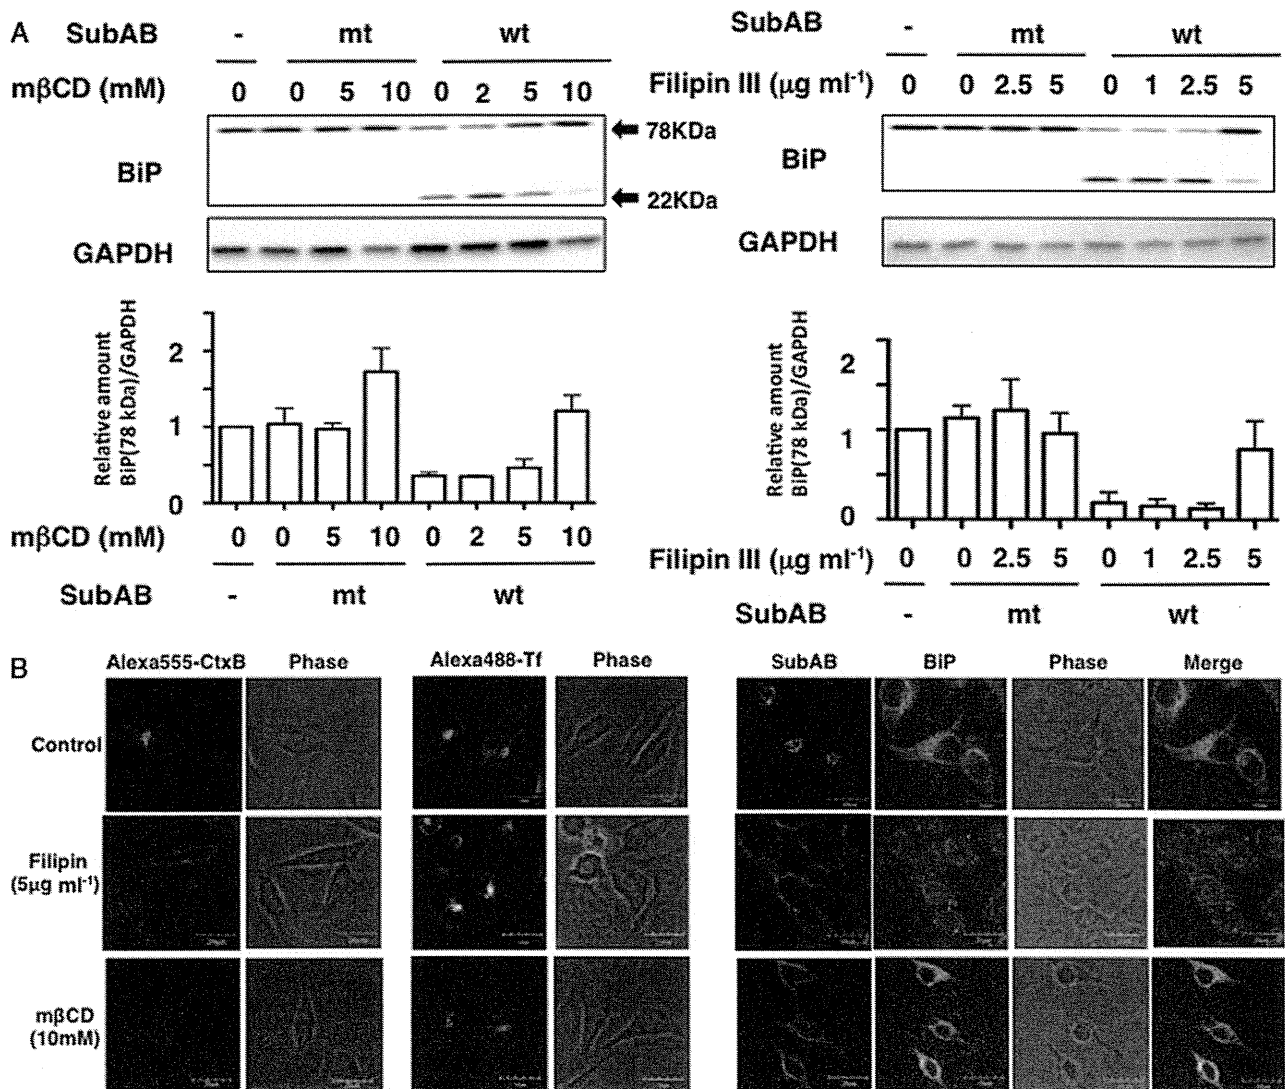 A
SubAB - mt wt
mβCD (mM) 0 0 5 10 0 2 5 10
BiP
78KDa
22KDa
GAPDH
Relative amount
BiP(78 kDa)/GAPDH
2
1
0
mβCD (mM) 0 0 5 10 0 2 5 10
SubAB - mt wt
SubAB - mt wt
Filipin III (μg ml-1) 0 0 2.5 5 0 1 2.5 5
BiP
GAPDH
Relative amount
BiP(78 kDa)/GAPDH
2
1
0
Filipin III (μg ml-1) 0 0 2.5 5 0 1 2.5 5
SubAB - mt wt
B
Alexa555-CtxB Phase Alexa488-Tf Phase SubAB BiP Phase Merge
Control
Filipin
(5μg ml-1)
mβCD
(10mM)